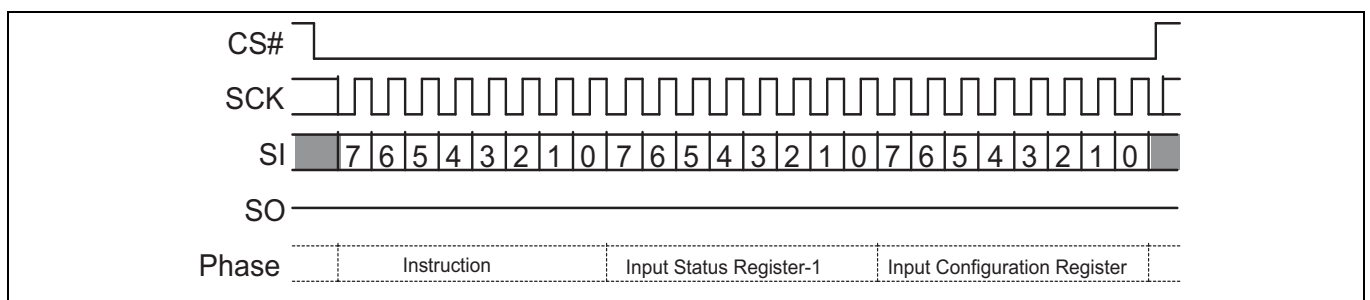 CS#
SCK
SI 7 6 5 4 3 2 1 0 7 6 5 4 3 2 1 0 7 6 5 4 3 2 1 0
SO
Phase Instruction Input Status Register-1 Input Configuration Register